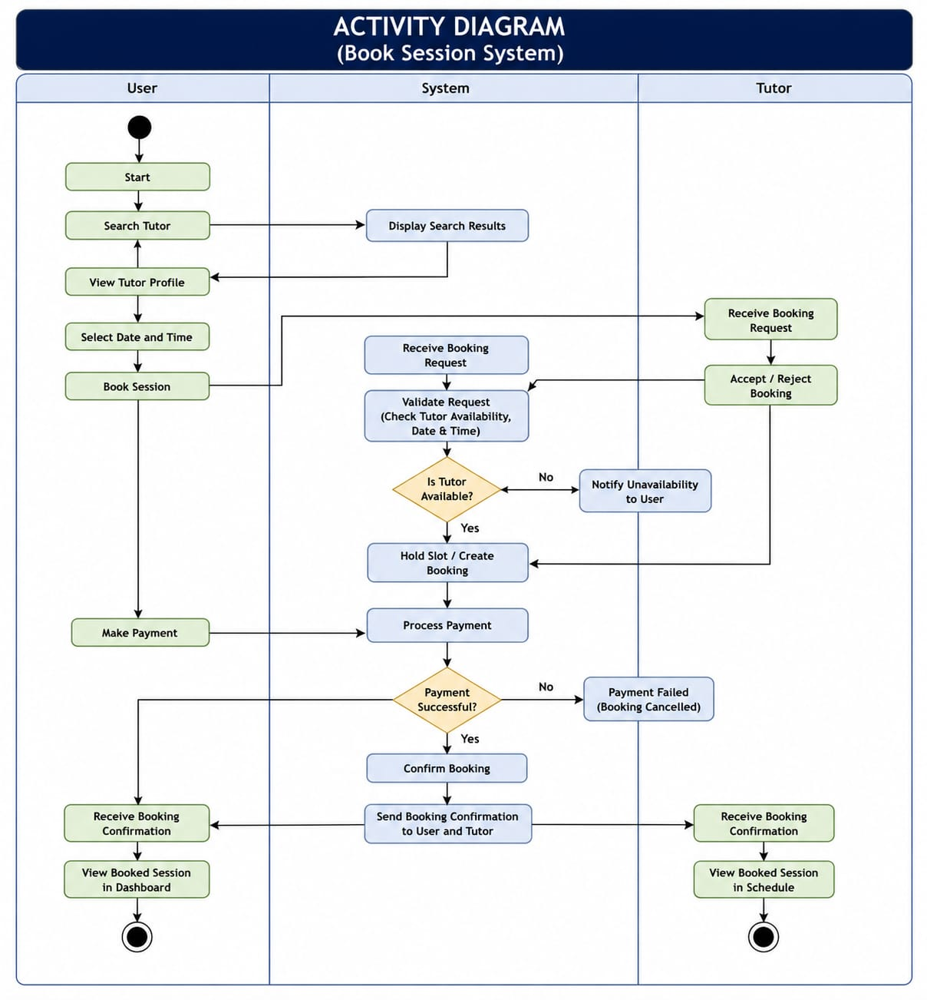 ACTIVITY DIAGRAM
(Book Session System)
User
System
Tutor
Start
Search Tutor
Display Search Results
View Tutor Profile
Receive Booking
Request
Select Date and Time
Receive Booking
Request
Book Session
Accept / Reject
Booking
Validate Request
(Check Tutor Availability,
Date & Time)
Is Tutor
Available?
No
Notify Unavailability
to User
Yes
Hold Slot / Create
Booking
Make Payment
Process Payment
Payment
Successful?
No
Payment Failed
(Booking Cancelled)
Yes
Confirm Booking
Receive Booking
Confirmation
Send Booking Confirmation
to User and Tutor
Receive Booking
Confirmation
View Booked Session
in Dashboard
View Booked Session
in Schedule